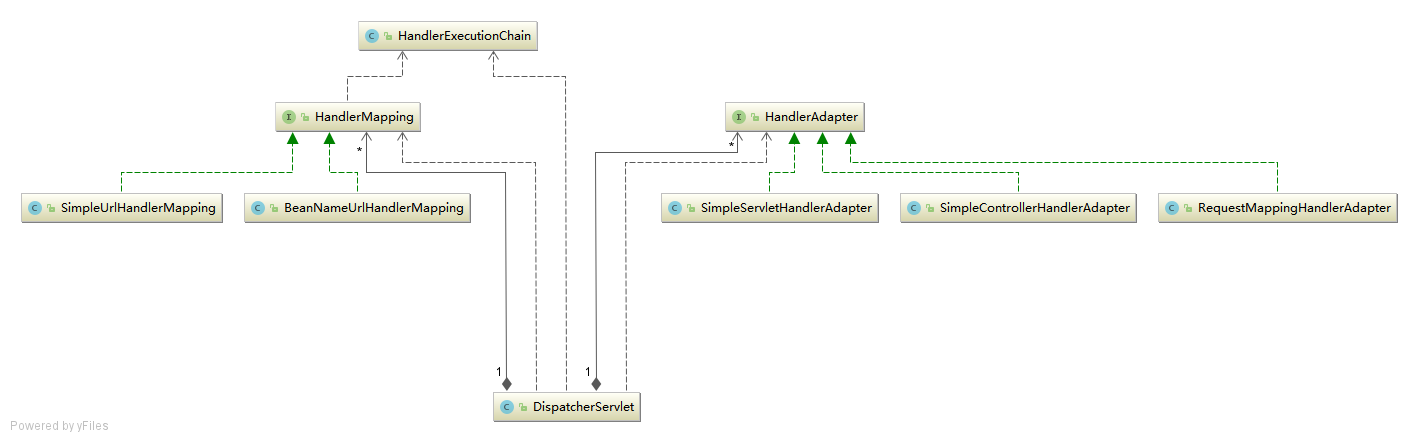 HandlerExecutionChain
HandlerMapping
HandlerAdapter
*
*
SimpleUrlHandlerMapping
BeanNameUrlHandlerMapping
SimpleServletHandlerAdapter
SimpleControllerHandlerAdapter
RequestMappingHandlerAdapter
1
1
DispatcherServlet
Powered by yFiles